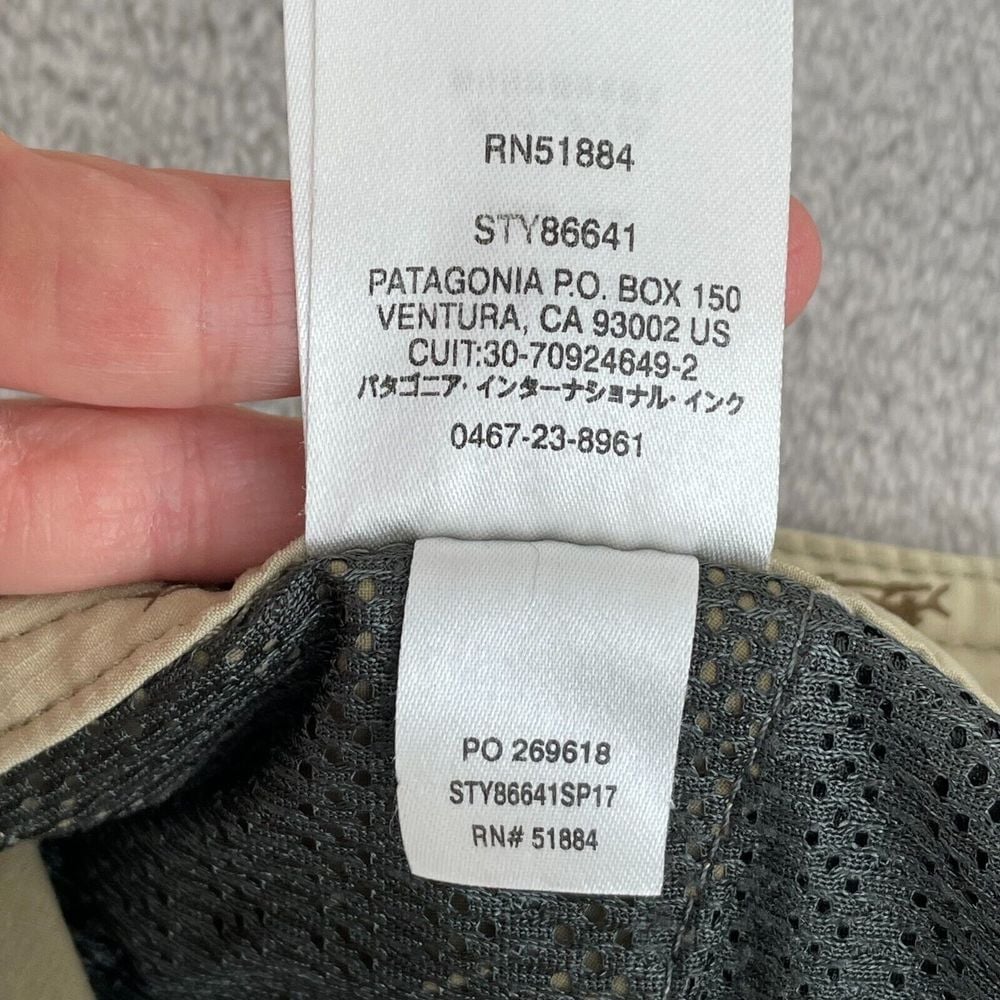 RN51884
STY86641
PATAGONIA P.O. BOX 150
VENTURA, CA 93002 US
CUIT:30-70924649-2
パタゴニア・インターナショナル・インク
0467-23-8961
PO 269618
STY86641SP17
RN# 51884